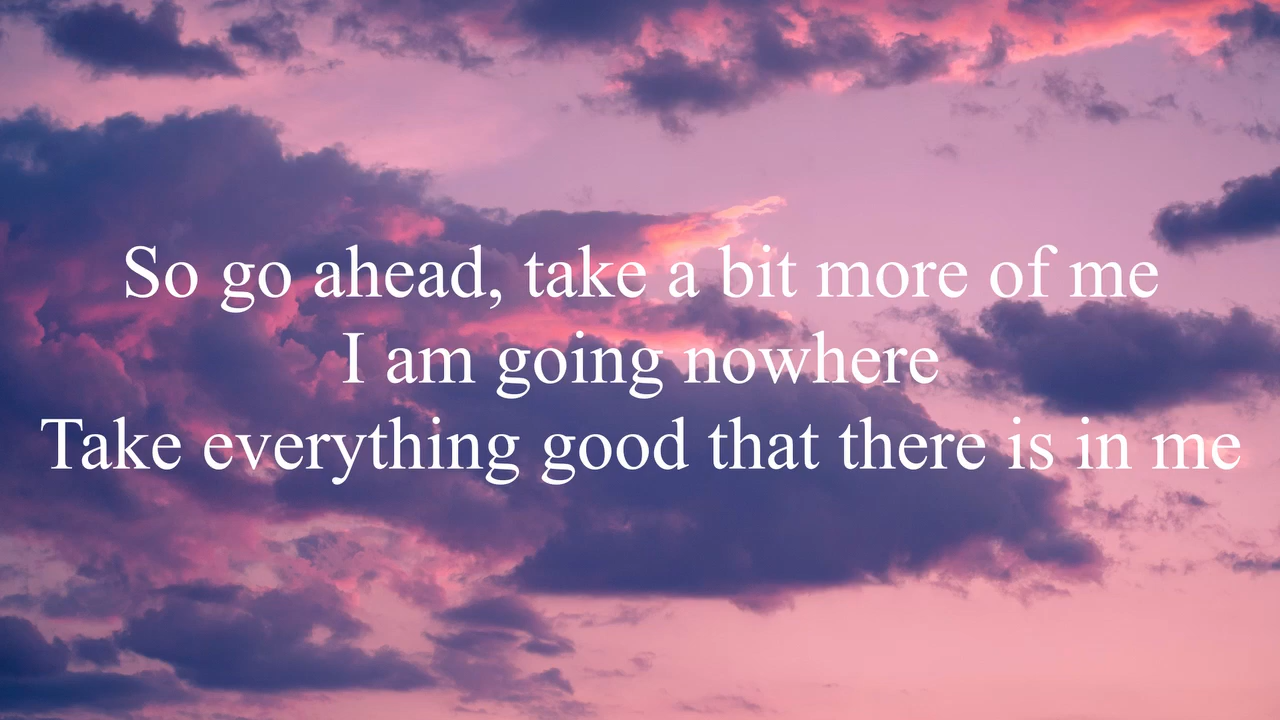 So go ahead, take a bit more of me
I am going nowhere
Take everything good that there is in me